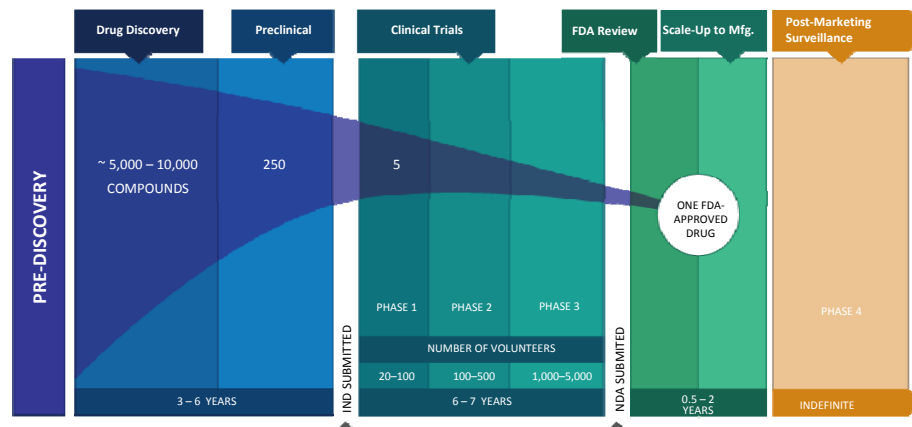 Drug Discovery
Preclinical
Clinical Trials
FDA Review
Scale-Up to Mfg.
Post-Marketing
Surveillance
PRE-DISCOVERY
~ 5,000 – 10,000
COMPOUNDS
250
5
ONE FDA-
APPROVED
DRUG
IND SUBMITTED
PHASE 1
PHASE 2
PHASE 3
NUMBER OF VOLUNTEERS
20–100
100–500
1,000–5,000
NDA SUBMITED
PHASE 4
3 – 6 YEARS
6 – 7 YEARS
0.5 – 2
YEARS
INDEFINITE